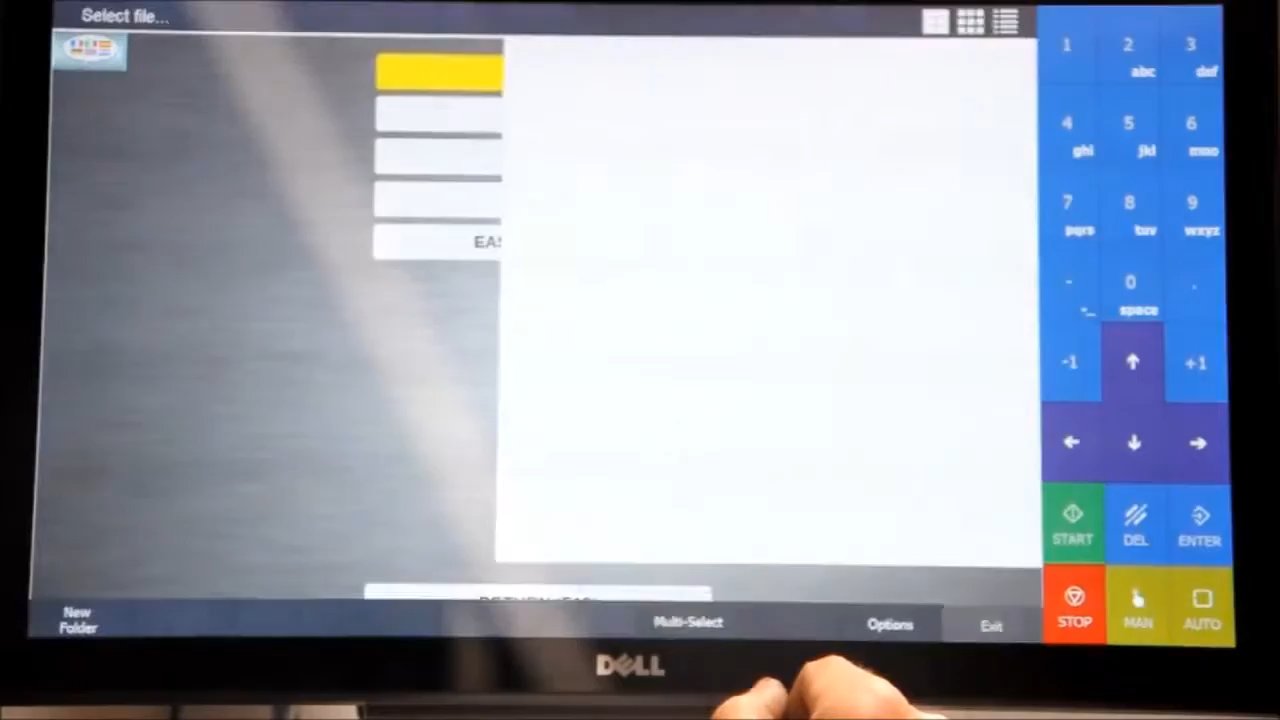 Select file...
1
2 abc
3 dxf
4 ghi
5 jkl
6 mno
7 pqrs
8 tuv
9 wxyz
- -_
0 space
.
-1
+1
EAS
START
DEL
ENTER
STOP
MAN
AUTO
New Folder
Multi-Select
Options
Exit
DELL